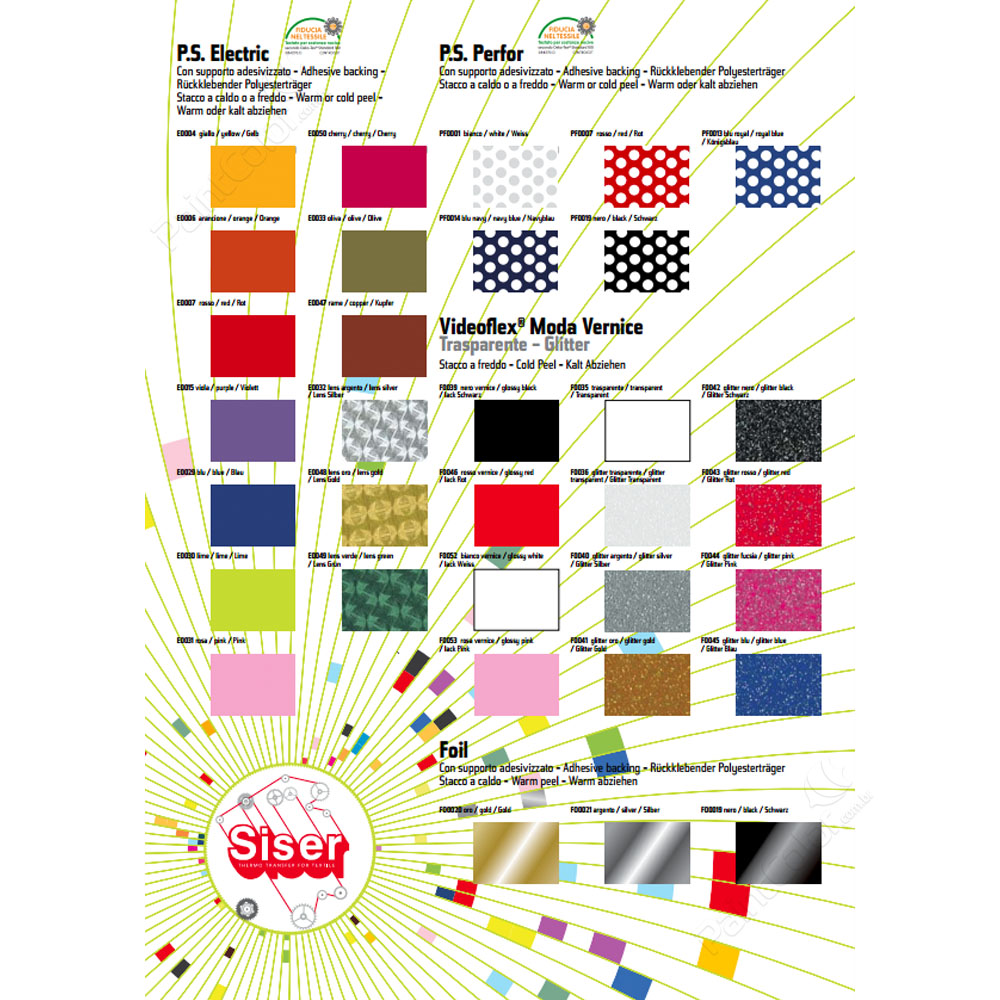 FIDUCIA
NEL TESSILE
P.S. Electric
Con supporto adesivizzato - Adhesive backing -
Rückklebender Polyesterträger
Stacco a caldo o a freddo - Warm or cold peel -
Warm oder kalt abziehen
E0004 giallo / yellow / Gelb
E0050 cherry / cherry / Cherry
E0006 arancione / orange / Orange
E0033 oliva / olive / Olive
E0007 rosso / red / Rot
E0047 rame / copper / Kupfer
E0015 viola / purple / Violett
E0032 lens argento / lens silver
/ Lens Silber
E0029 blu / blue / Blau
E0048 lens oro / lens gold
/ Lens Gold
E0030 lime / lime / Lime
E0049 lens verde / lens green
/ Lens Grün
E0031 rosa / pink / Pink
FIDUCIA
NEL TESSILE
P.S. Perfor
Con supporto adesivizzato - Adhesive backing - Rückklebender Polyesterträger
Stacco a caldo o a freddo - Warm or cold peel - Warm oder kalt abziehen
PF0001 bianco / white / Weiss
PF0007 rosso / red / Rot
PF0013 blu royal / royal blue
/ Königsblau
PF0014 blu navy / navy blue / Navyblau
PF0019 nero / black / Schwarz
Videoflex® Moda Vernice
Trasparente - Glitter
Stacco a freddo - Cold Peel - Kalt Abziehen
F0039 nero vernice / glossy black
/ lack Schwarz
F0035 trasparente / transparent
/ Transparent
F0042 glitter nero / glitter black
/ Glitter Schwarz
F0046 rosso vernice / glossy red
/ lack Rot
F0036 glitter trasparente / glitter
transparent / Glitter Transparent
F0043 glitter rosso / glitter red
/ Glitter Rot
F0052 bianco vernice / glossy white
/ lack Weiss
F0040 glitter argento / glitter silver
/ Glitter Silber
F0044 glitter fucsia / glitter pink
/ Glitter Pink
F0053 rosa vernice / glossy pink
/ lack Pink
F0041 glitter oro / glitter gold
/ Glitter Gold
F0045 glitter blu / glitter blue
/ Glitter Blau
Foil
Con supporto adesivizzato - Adhesive backing - Rückklebender Polyesterträger
Stacco a caldo - Warm peel - Warm abziehen
FO0020 oro / gold / Gold
FO0021 argento / silver / Silber
FO0019 nero / black / Schwarz
Siser
THERMO TRANSFER FOR TEXTILE